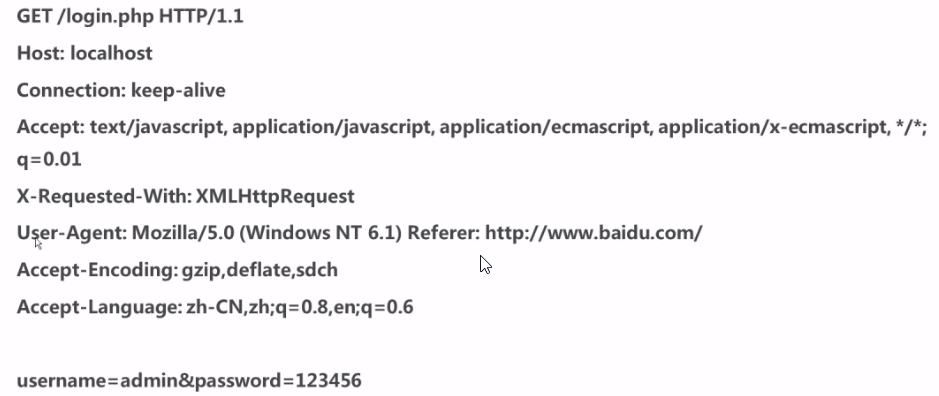 GET /login.php HTTP/1.1
Host: localhost
Connection: keep-alive
Accept: text/javascript, application/javascript, application/ecmascript, application/x-ecmascript, */*;
q=0.01
X-Requested-With: XMLHttpRequest
User-Agent: Mozilla/5.0 (Windows NT 6.1) Referer: http://www.baidu.com/
Accept-Encoding: gzip,deflate,sdch
Accept-Language: zh-CN,zh;q=0.8,en;q=0.6
username=admin&password=123456